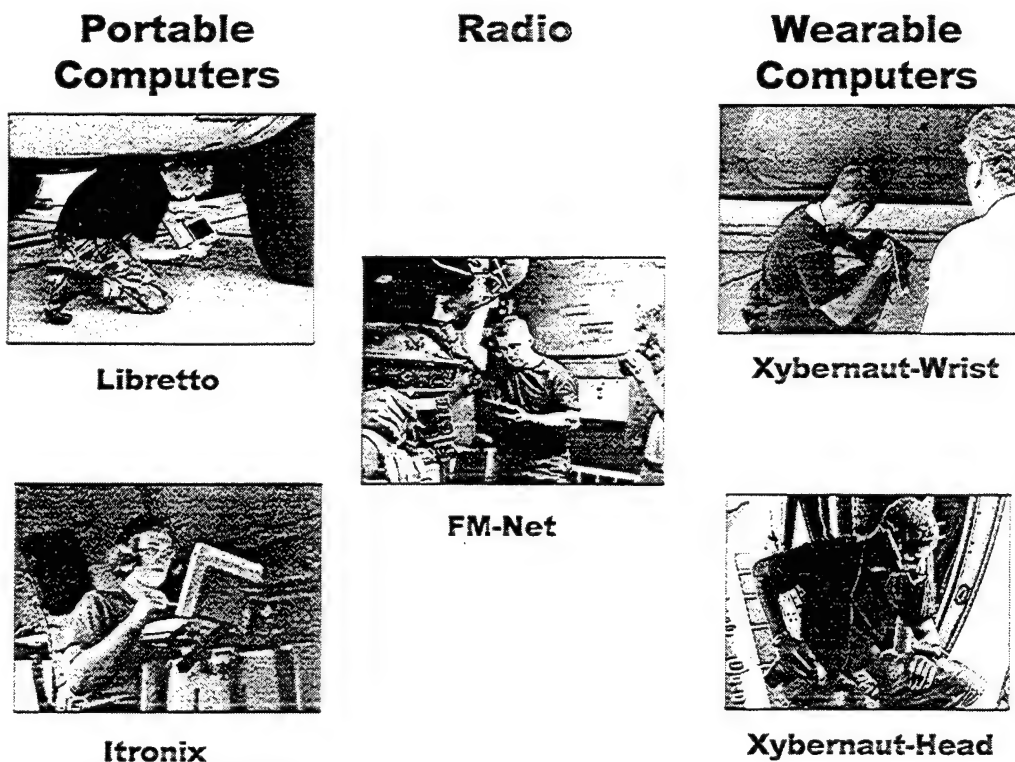 Portable
Computers
Radio
Wearable
Computers
Libretto
Xybernaut-Wrist
FM-Net
Itronix
Xybernaut-Head